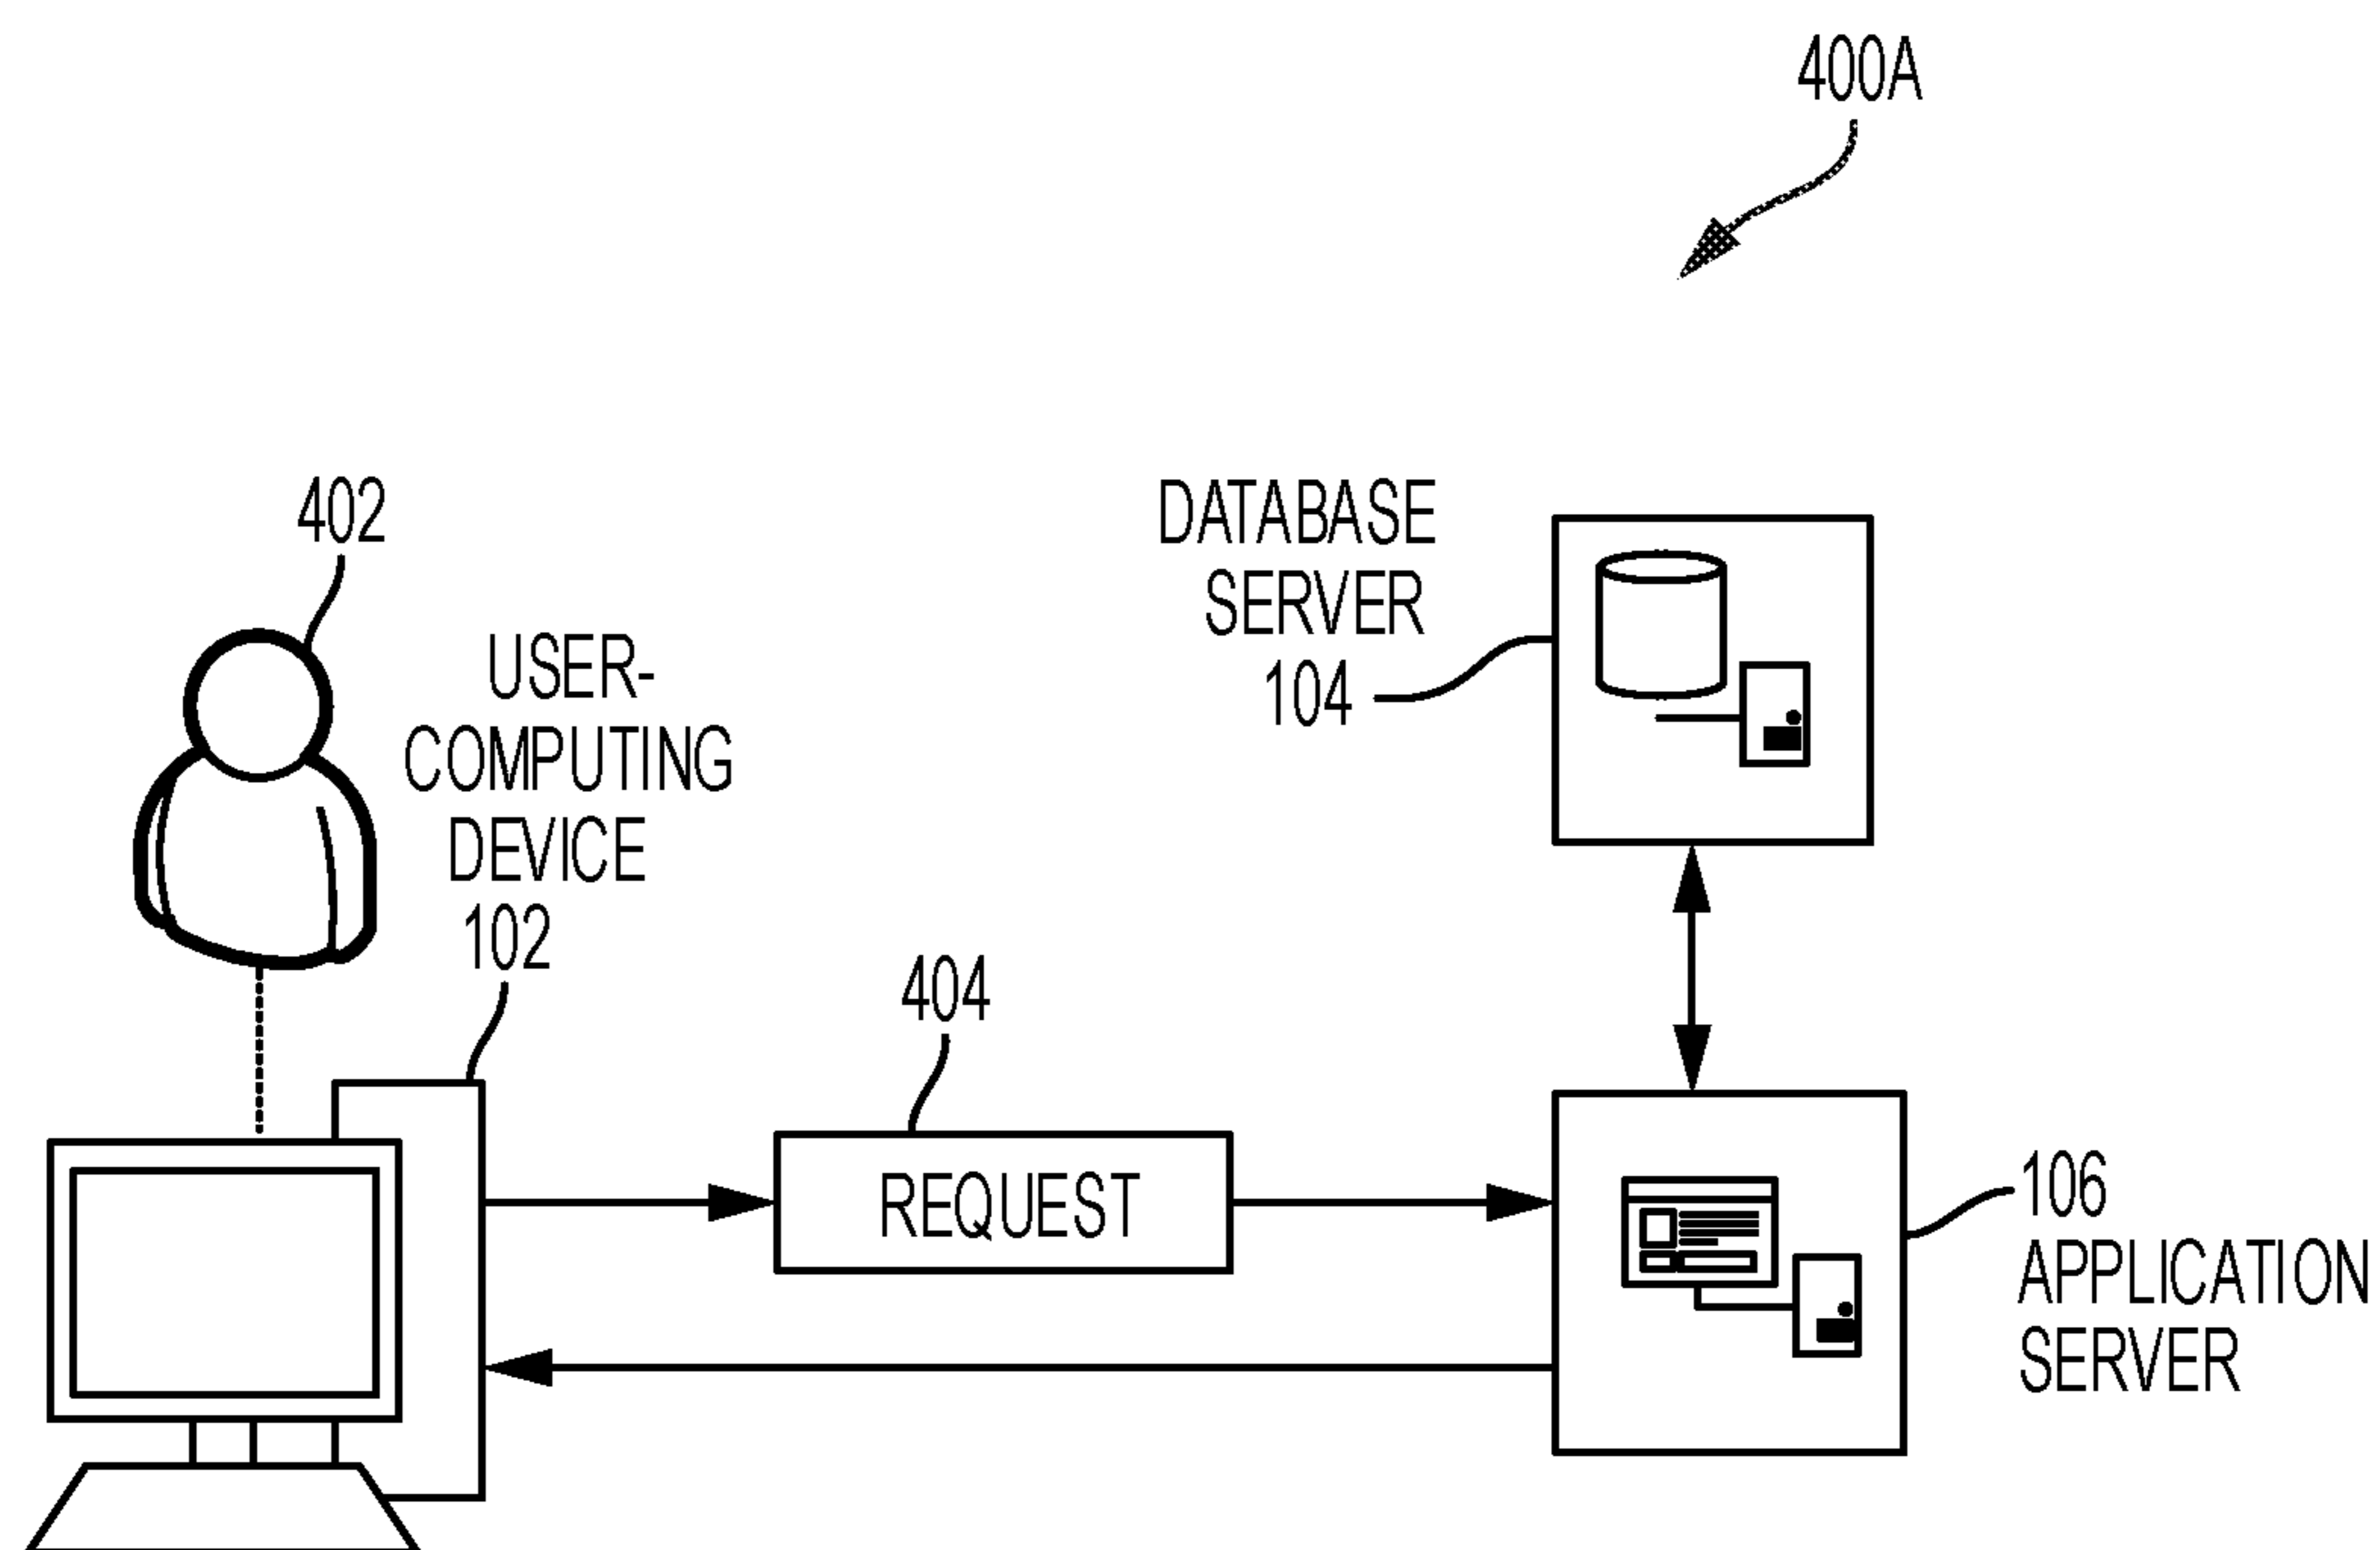 400A
402
USER-
COMPUTING
DEVICE
102
DATABASE
SERVER
104
404
REQUEST
106
APPLICATION
SERVER